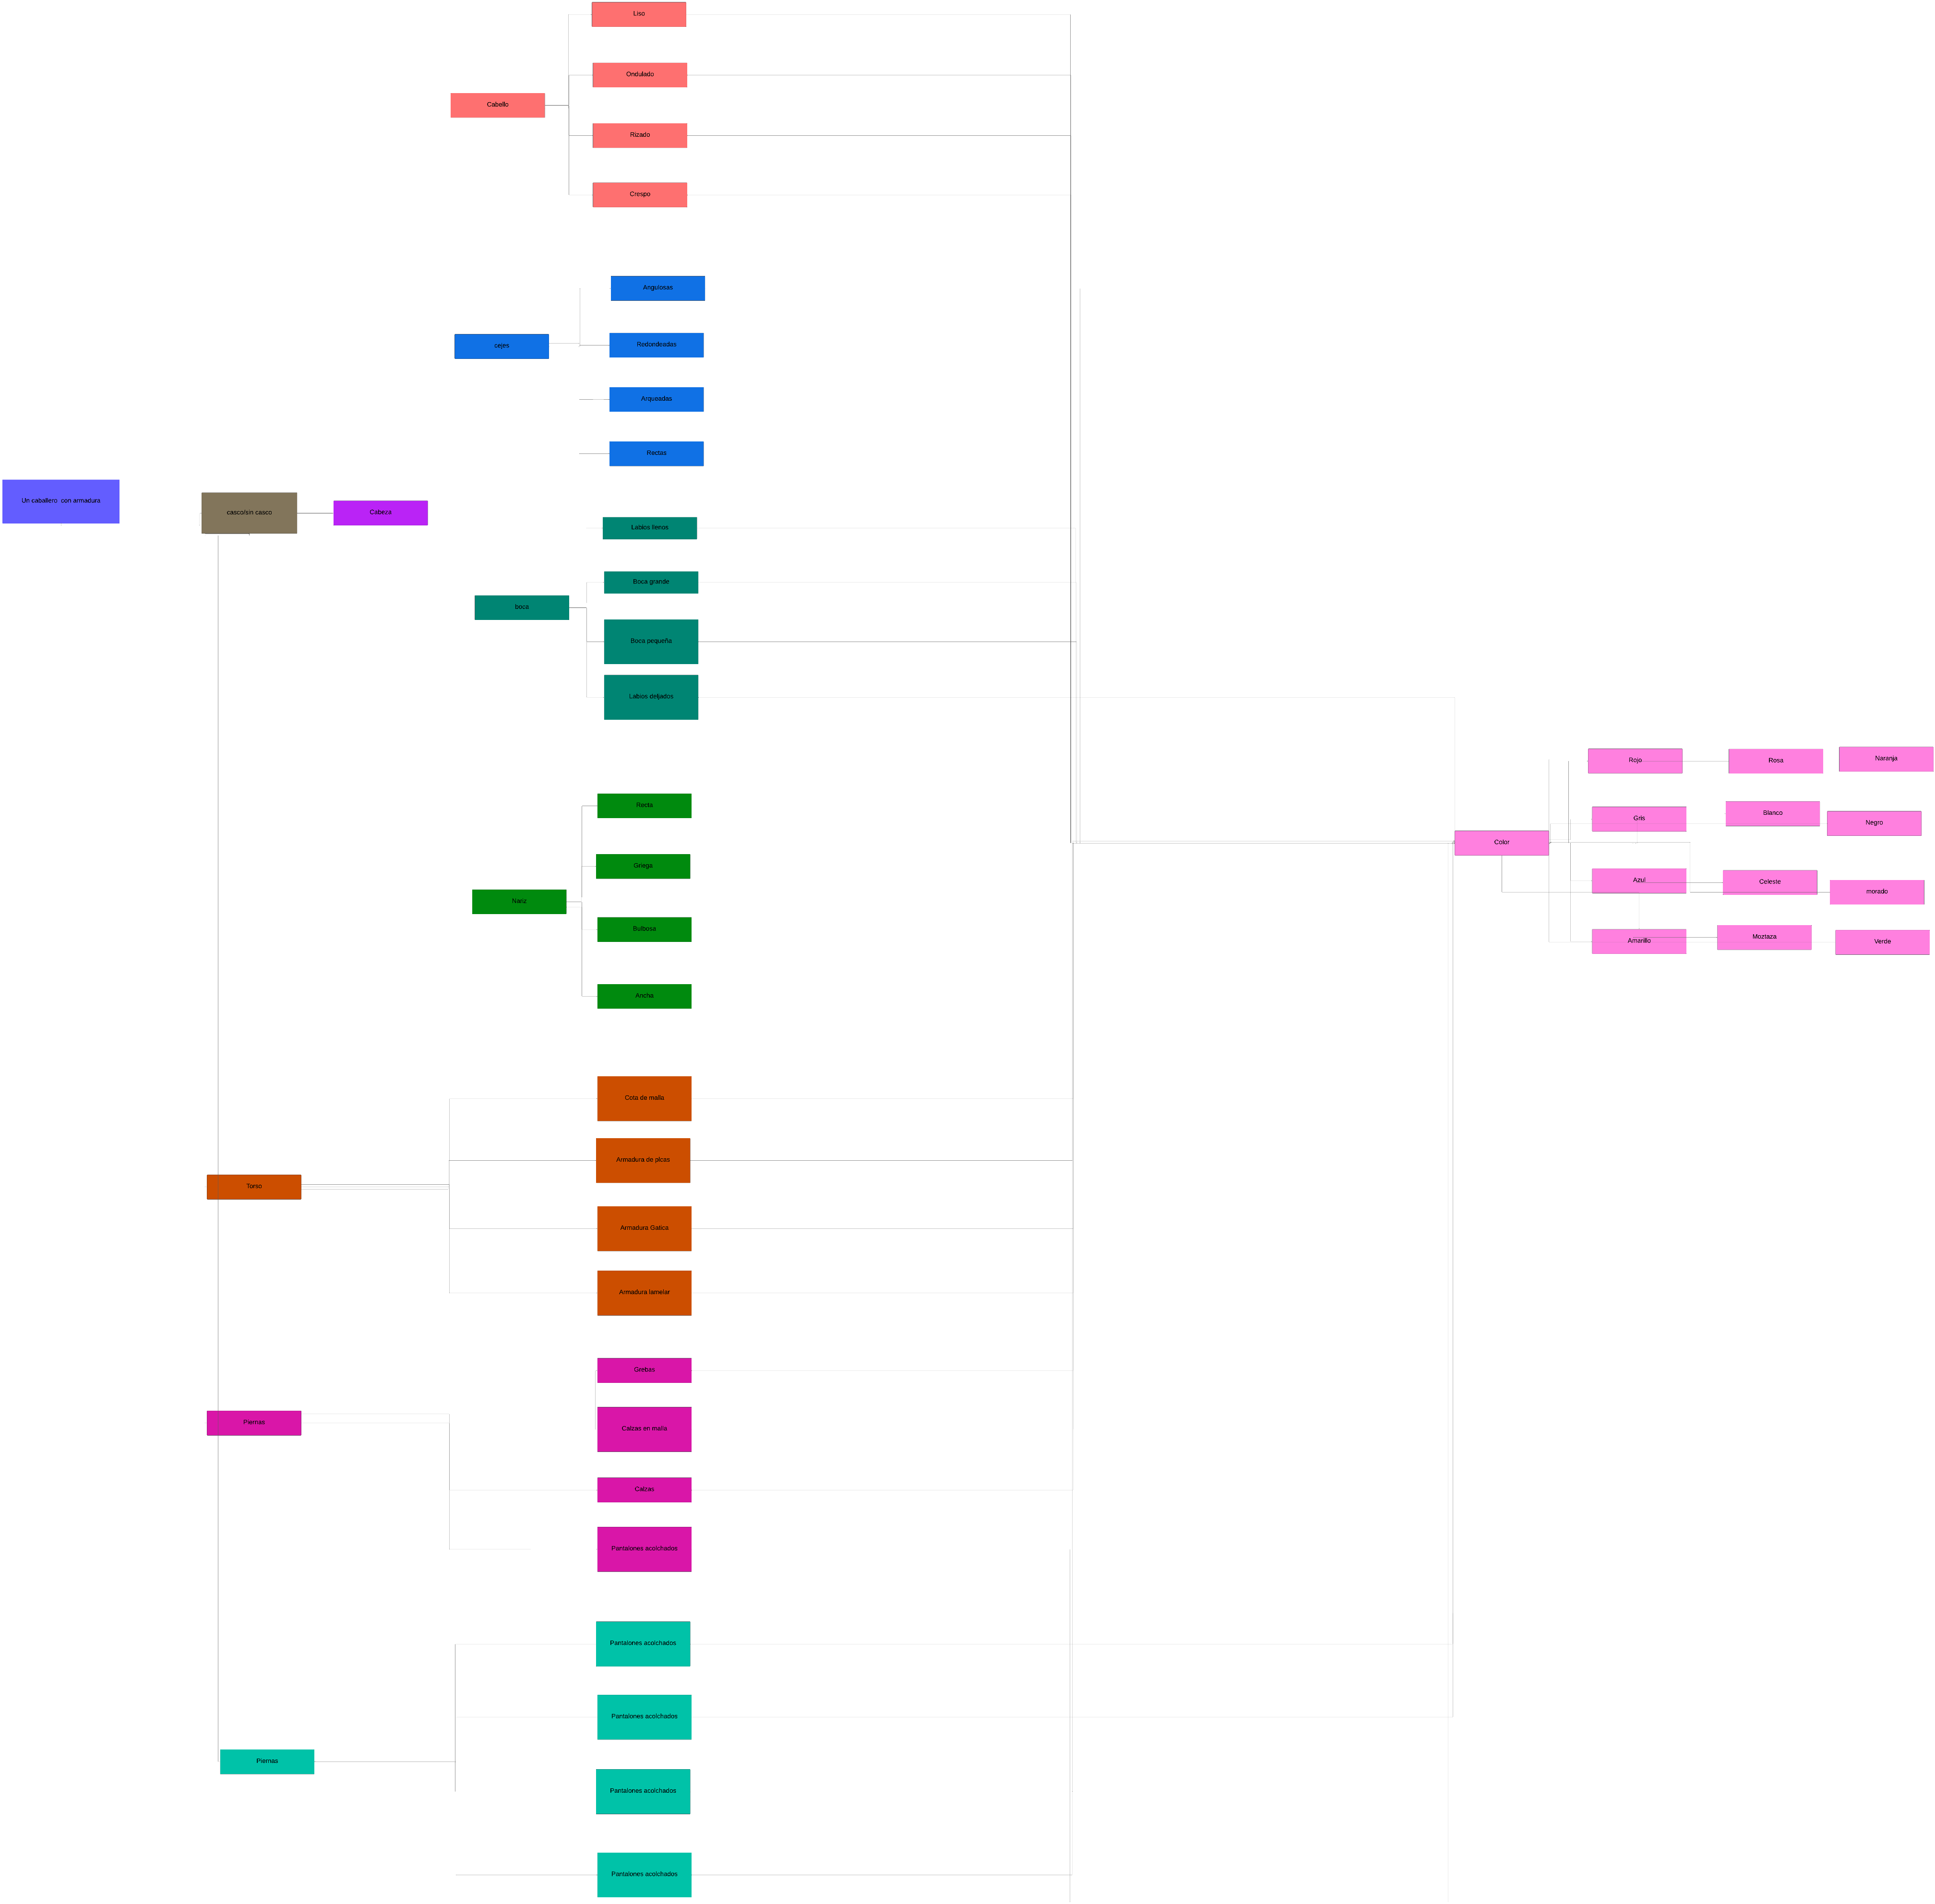 Liso
Ondulado
Cabello
Rizado
Crespo
Angulosas
cejes
Redondeadas
Arqueadas
Rectas
Un caballero  con armadura
casco/sin casco
Cabeza
Labios llenos
Boca grande
boca
Boca pequeña
Labios deljados
Recta
Griega
Nariz
Bulbosa
Ancha
Cota de malla
Armadura de plcas
Torso
Armadura Gatica
Armadura lamelar
Grebas
Piernas
Calzas en malla
Calzas
Pantalones acolchados
Pantalones acolchados
Pantalones acolchados
Piernas
Pantalones acolchados
Pantalones acolchados
Color
Rojo
Rosa
Naranja
Gris
Blanco
Negro
Azul
Celeste
morado
Amarillo
Moztaza
Verde